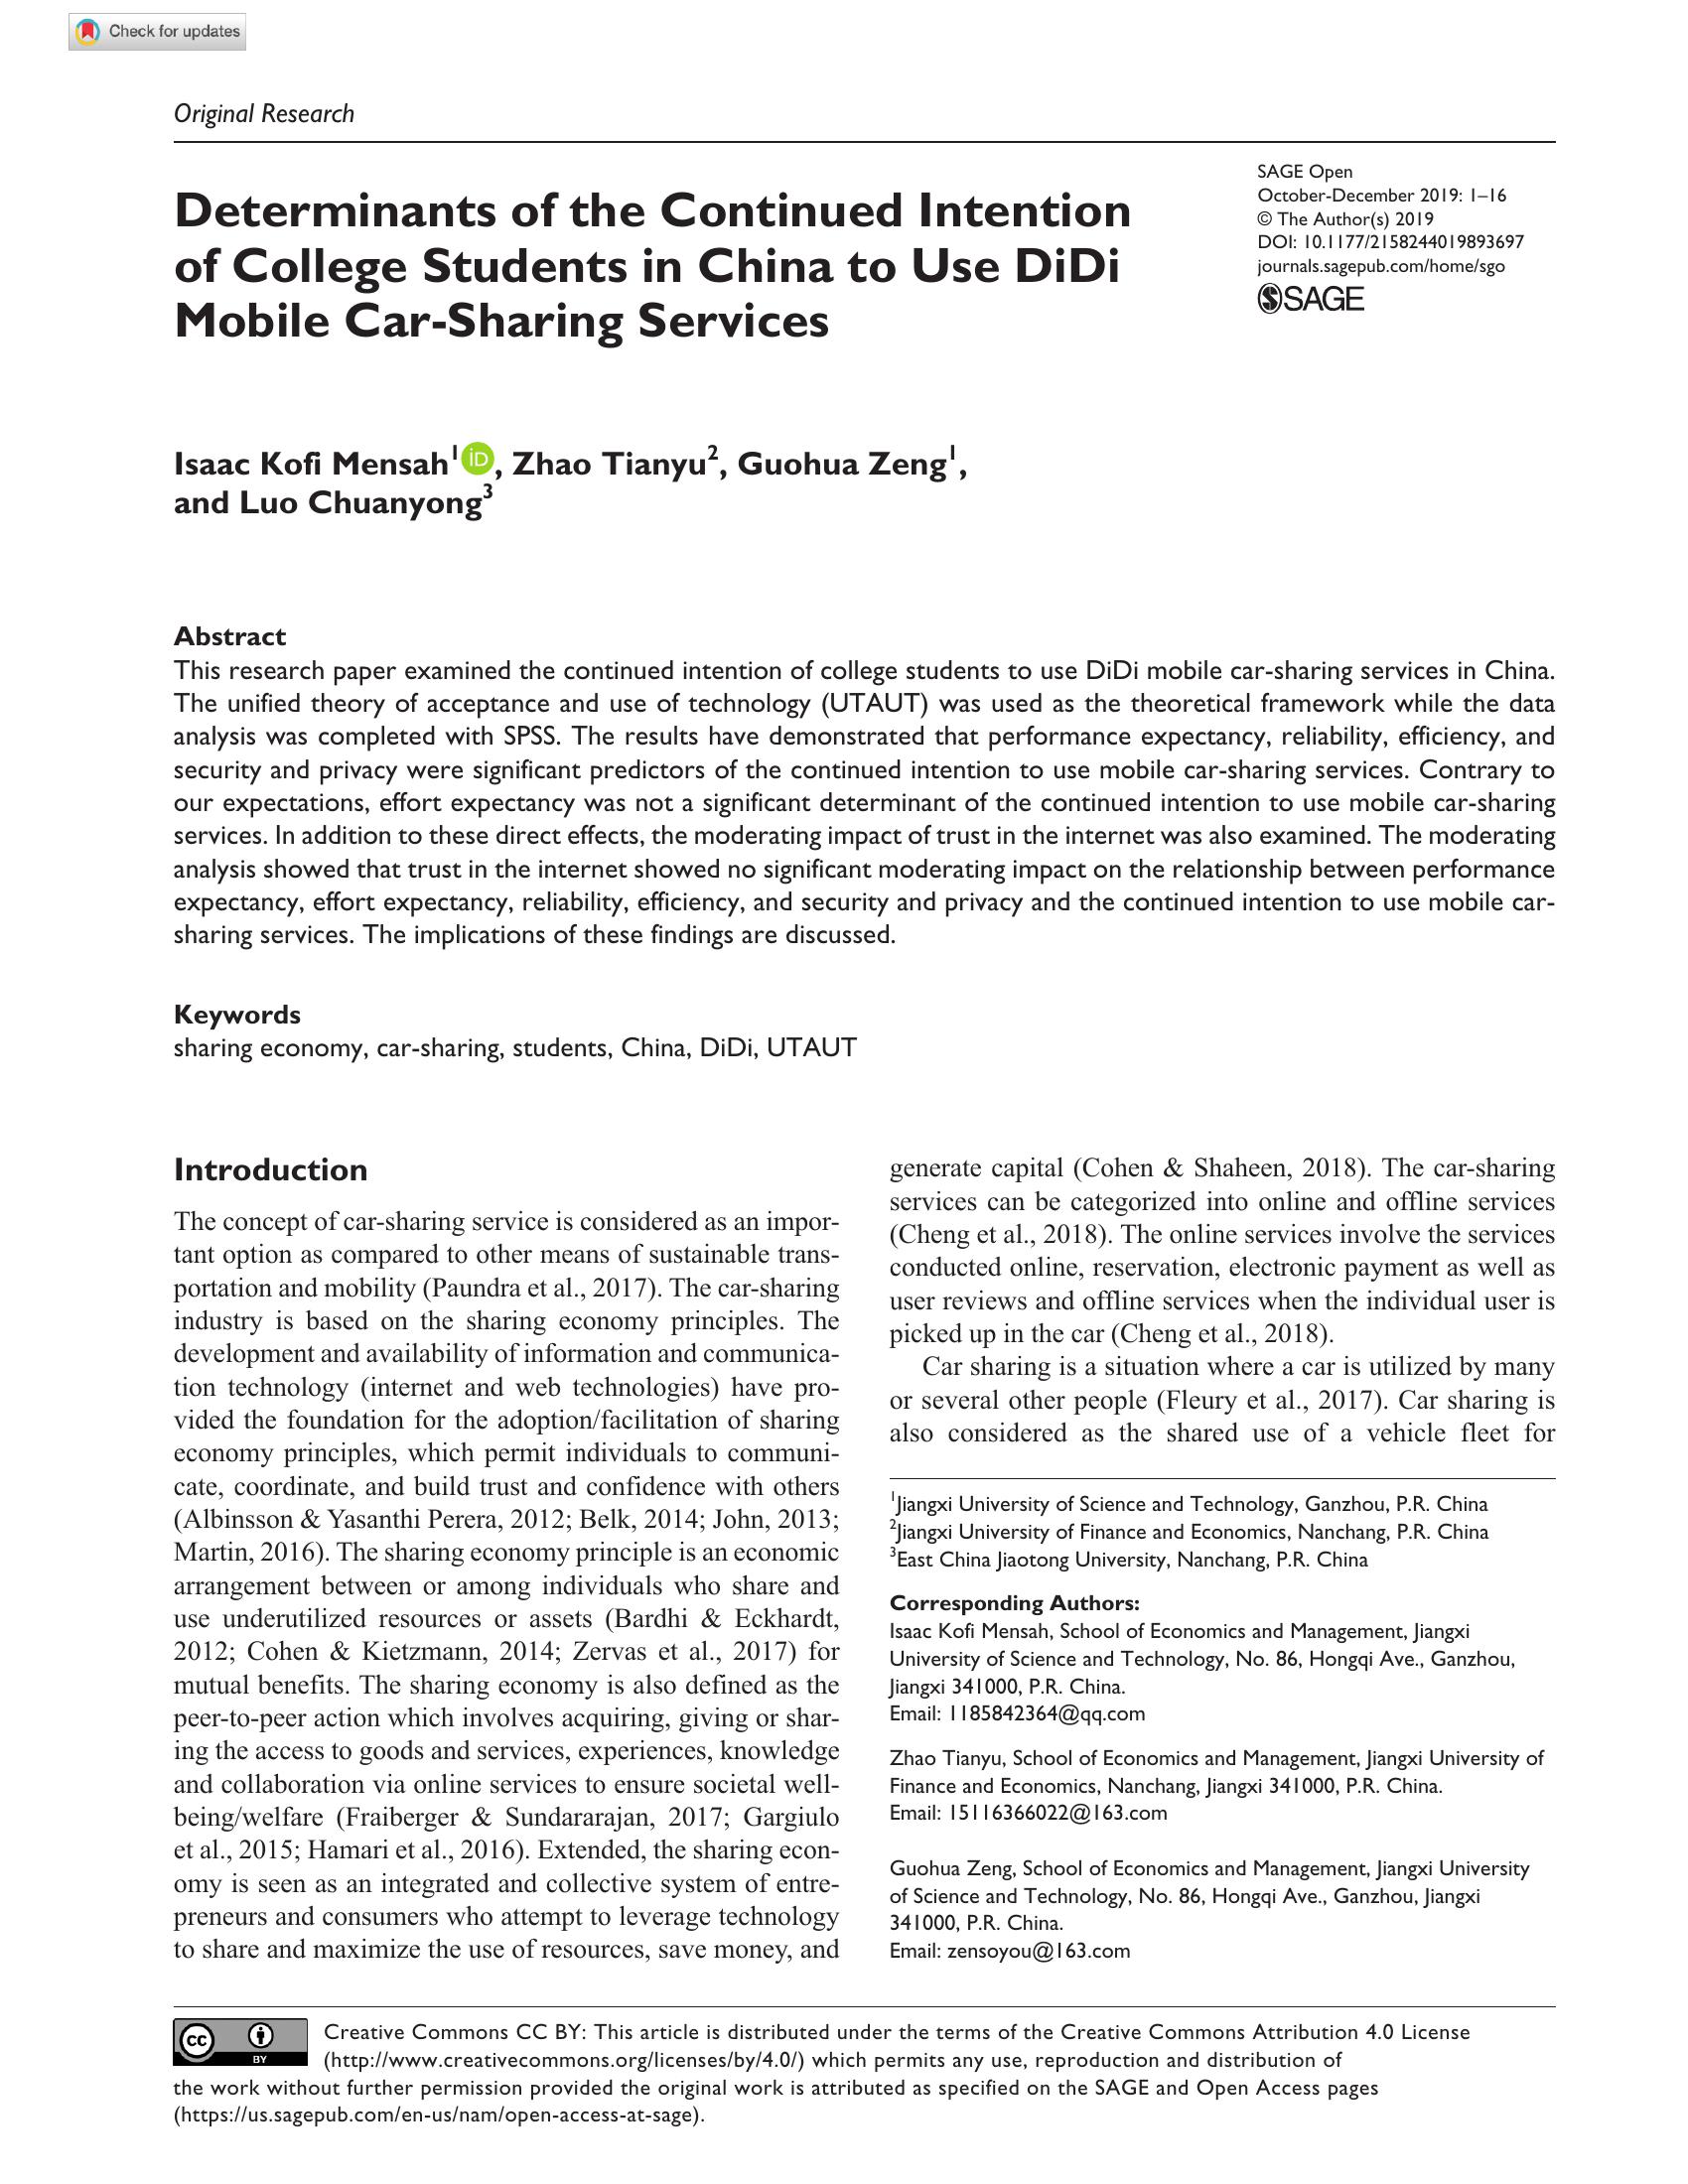 Check for updates
Original Research
SAGE Open
October-December 2019: 1–16
© The Author(s) 2019
DOI: 10.1177/2158244019893697
journals.sagepub.com/home/sgo
SAGE
Determinants of the Continued Intention
of College Students in China to Use DiDi
Mobile Car-Sharing Services
Isaac Kofi Mensah1 iD, Zhao Tianyu2, Guohua Zeng1,
and Luo Chuanyong3
Abstract
This research paper examined the continued intention of college students to use DiDi mobile car-sharing services in China.
The unified theory of acceptance and use of technology (UTAUT) was used as the theoretical framework while the data
analysis was completed with SPSS. The results have demonstrated that performance expectancy, reliability, efficiency, and
security and privacy were significant predictors of the continued intention to use mobile car-sharing services. Contrary to
our expectations, effort expectancy was not a significant determinant of the continued intention to use mobile car-sharing
services. In addition to these direct effects, the moderating impact of trust in the internet was also examined. The moderating
analysis showed that trust in the internet showed no significant moderating impact on the relationship between performance
expectancy, effort expectancy, reliability, efficiency, and security and privacy and the continued intention to use mobile car-
sharing services. The implications of these findings are discussed.
Keywords
sharing economy, car-sharing, students, China, DiDi, UTAUT
Introduction
The concept of car-sharing service is considered as an impor-
tant option as compared to other means of sustainable trans-
portation and mobility (Paundra et al., 2017). The car-sharing
industry is based on the sharing economy principles. The
development and availability of information and communica-
tion technology (internet and web technologies) have pro-
vided the foundation for the adoption/facilitation of sharing
economy principles, which permit individuals to communi-
cate, coordinate, and build trust and confidence with others
(Albinsson & Yasanthi Perera, 2012; Belk, 2014; John, 2013;
Martin, 2016). The sharing economy principle is an economic
arrangement between or among individuals who share and
use underutilized resources or assets (Bardhi & Eckhardt,
2012; Cohen & Kietzmann, 2014; Zervas et al., 2017) for
mutual benefits. The sharing economy is also defined as the
peer-to-peer action which involves acquiring, giving or shar-
ing the access to goods and services, experiences, knowledge
and collaboration via online services to ensure societal well-
being/welfare (Fraiberger & Sundararajan, 2017; Gargiulo
et al., 2015; Hamari et al., 2016). Extended, the sharing econ-
omy is seen as an integrated and collective system of entre-
preneurs and consumers who attempt to leverage technology
to share and maximize the use of resources, save money, and
generate capital (Cohen & Shaheen, 2018). The car-sharing
services can be categorized into online and offline services
(Cheng et al., 2018). The online services involve the services
conducted online, reservation, electronic payment as well as
user reviews and offline services when the individual user is
picked up in the car (Cheng et al., 2018).
Car sharing is a situation where a car is utilized by many
or several other people (Fleury et al., 2017). Car sharing is
also considered as the shared use of a vehicle fleet for
1Jiangxi University of Science and Technology, Ganzhou, P.R. China
2Jiangxi University of Finance and Economics, Nanchang, P.R. China
3East China Jiaotong University, Nanchang, P.R. China
Corresponding Authors:
Isaac Kofi Mensah, School of Economics and Management, Jiangxi
University of Science and Technology, No. 86, Hongqi Ave., Ganzhou,
Jiangxi 341000, P.R. China.
Email: 1185842364@qq.com
Zhao Tianyu, School of Economics and Management, Jiangxi University of
Finance and Economics, Nanchang, Jiangxi 341000, P.R. China.
Email: 15116366022@163.com
Guohua Zeng, School of Economics and Management, Jiangxi University
of Science and Technology, No. 86, Hongqi Ave., Ganzhou, Jiangxi
341000, P.R. China.
Email: zensoyou@163.com
CC BY
Creative Commons CC BY: This article is distributed under the terms of the Creative Commons Attribution 4.0 License
(http://www.creativecommons.org/licenses/by/4.0/) which permits any use, reproduction and distribution of
the work without further permission provided the original work is attributed as specified on the SAGE and Open Access pages
(https://us.sagepub.com/en-us/nam/open-access-at-sage).